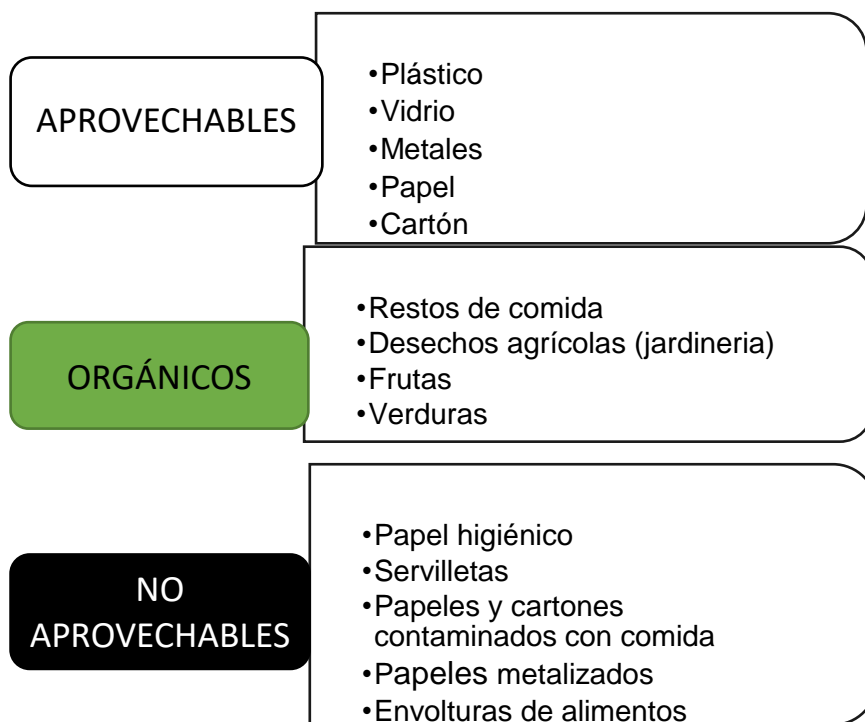 APROVECHABLES
•Plástico
•Vidrio
•Metales
•Papel
•Cartón
ORGÁNICOS
•Restos de comida
•Desechos agrícolas (jardineria)
•Frutas
•Verduras
NO
APROVECHABLES
•Papel higiénico
•Servilletas
•Papeles y cartones
contaminados con comida
•Papeles metalizados
•Envolturas de alimentos